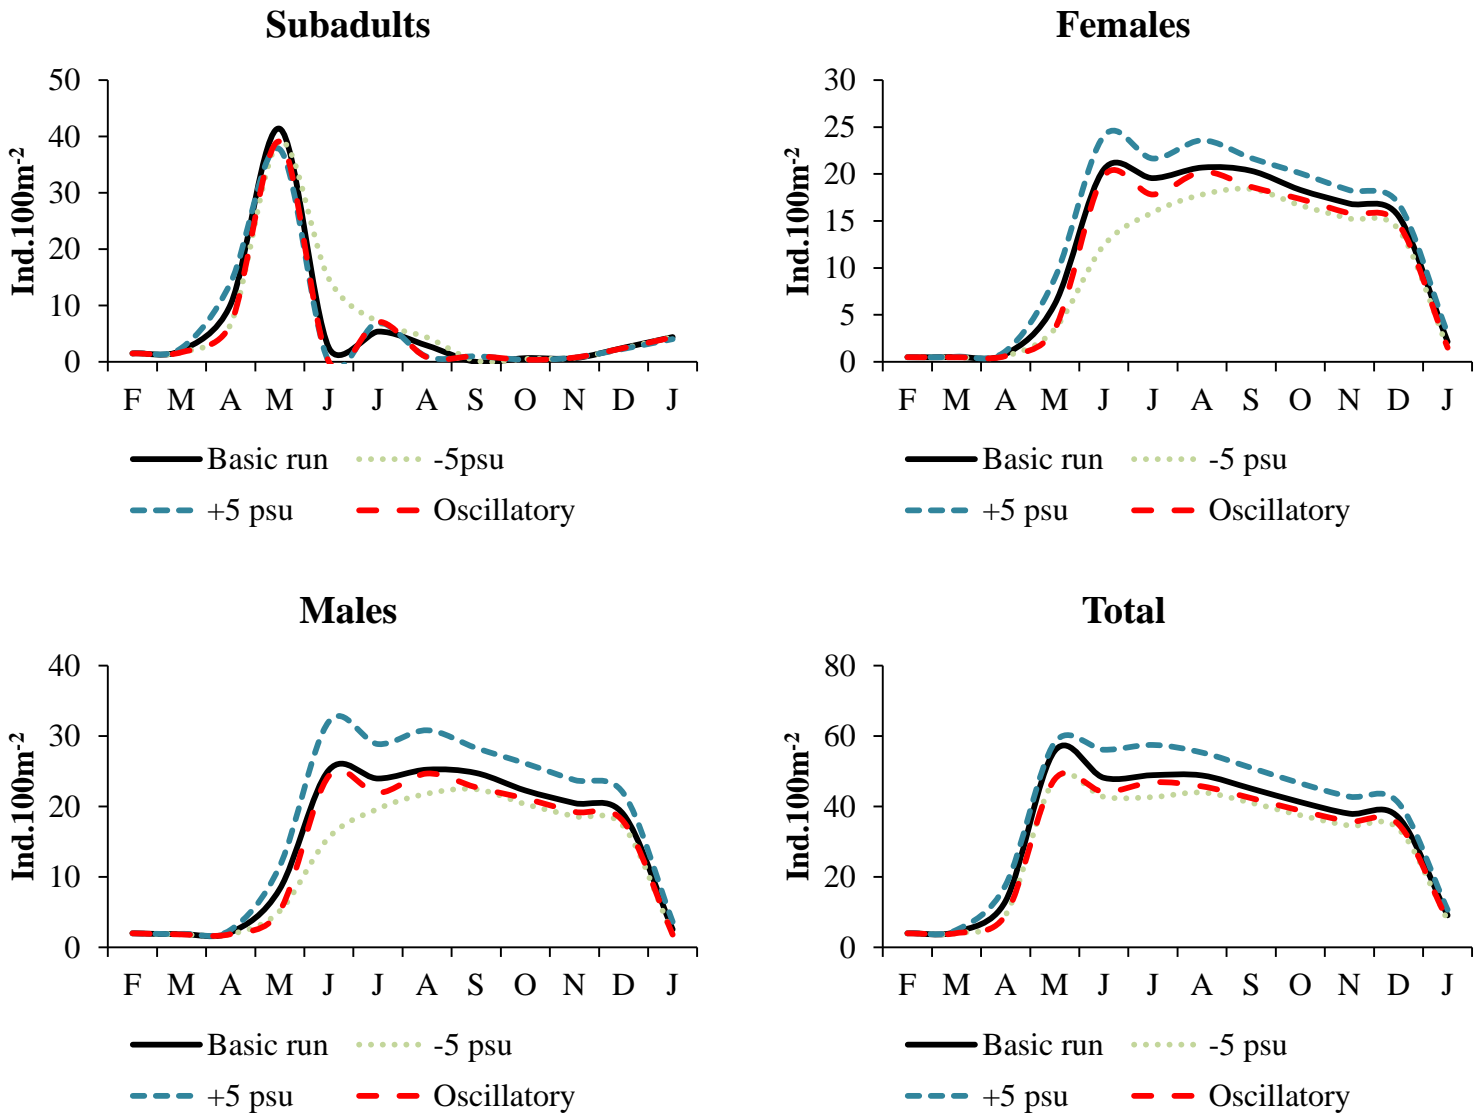 Subadults
Ind.100m-2
50
40
30
20
10
0
F M A M J J A S O N D J
Basic run -5psu
+5 psu Oscillatory
Females
Ind.100m-2
30
25
20
15
10
5
0
F M A M J J A S O N D J
Basic run -5 psu
+5 psu Oscillatory
Males
Ind.100m-2
40
30
20
10
0
F M A M J J A S O N D J
Basic run -5 psu
+5 psu Oscillatory
Total
Ind.100m-2
80
60
40
20
0
F M A M J J A S O N D J
Basic run -5 psu
+5 psu Oscillatory